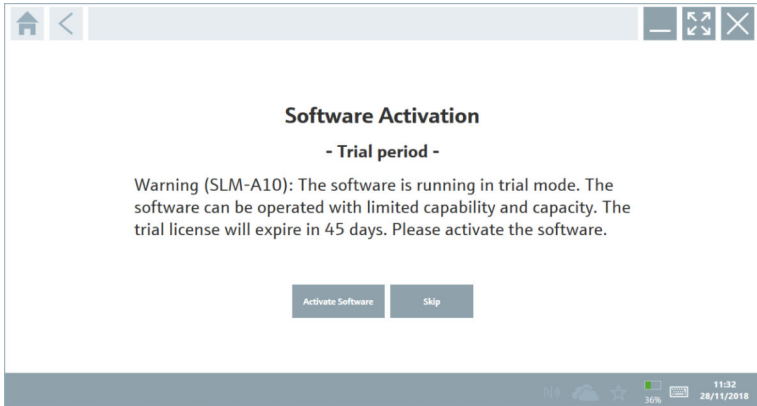 Software Activation
- Trial period -
Warning (SLM-A10): The software is running in trial mode. The
software can be operated with limited capability and capacity. The
trial license will expire in 45 days. Please activate the software.
Activate Software
Skip
36%
11:32
28/11/2018